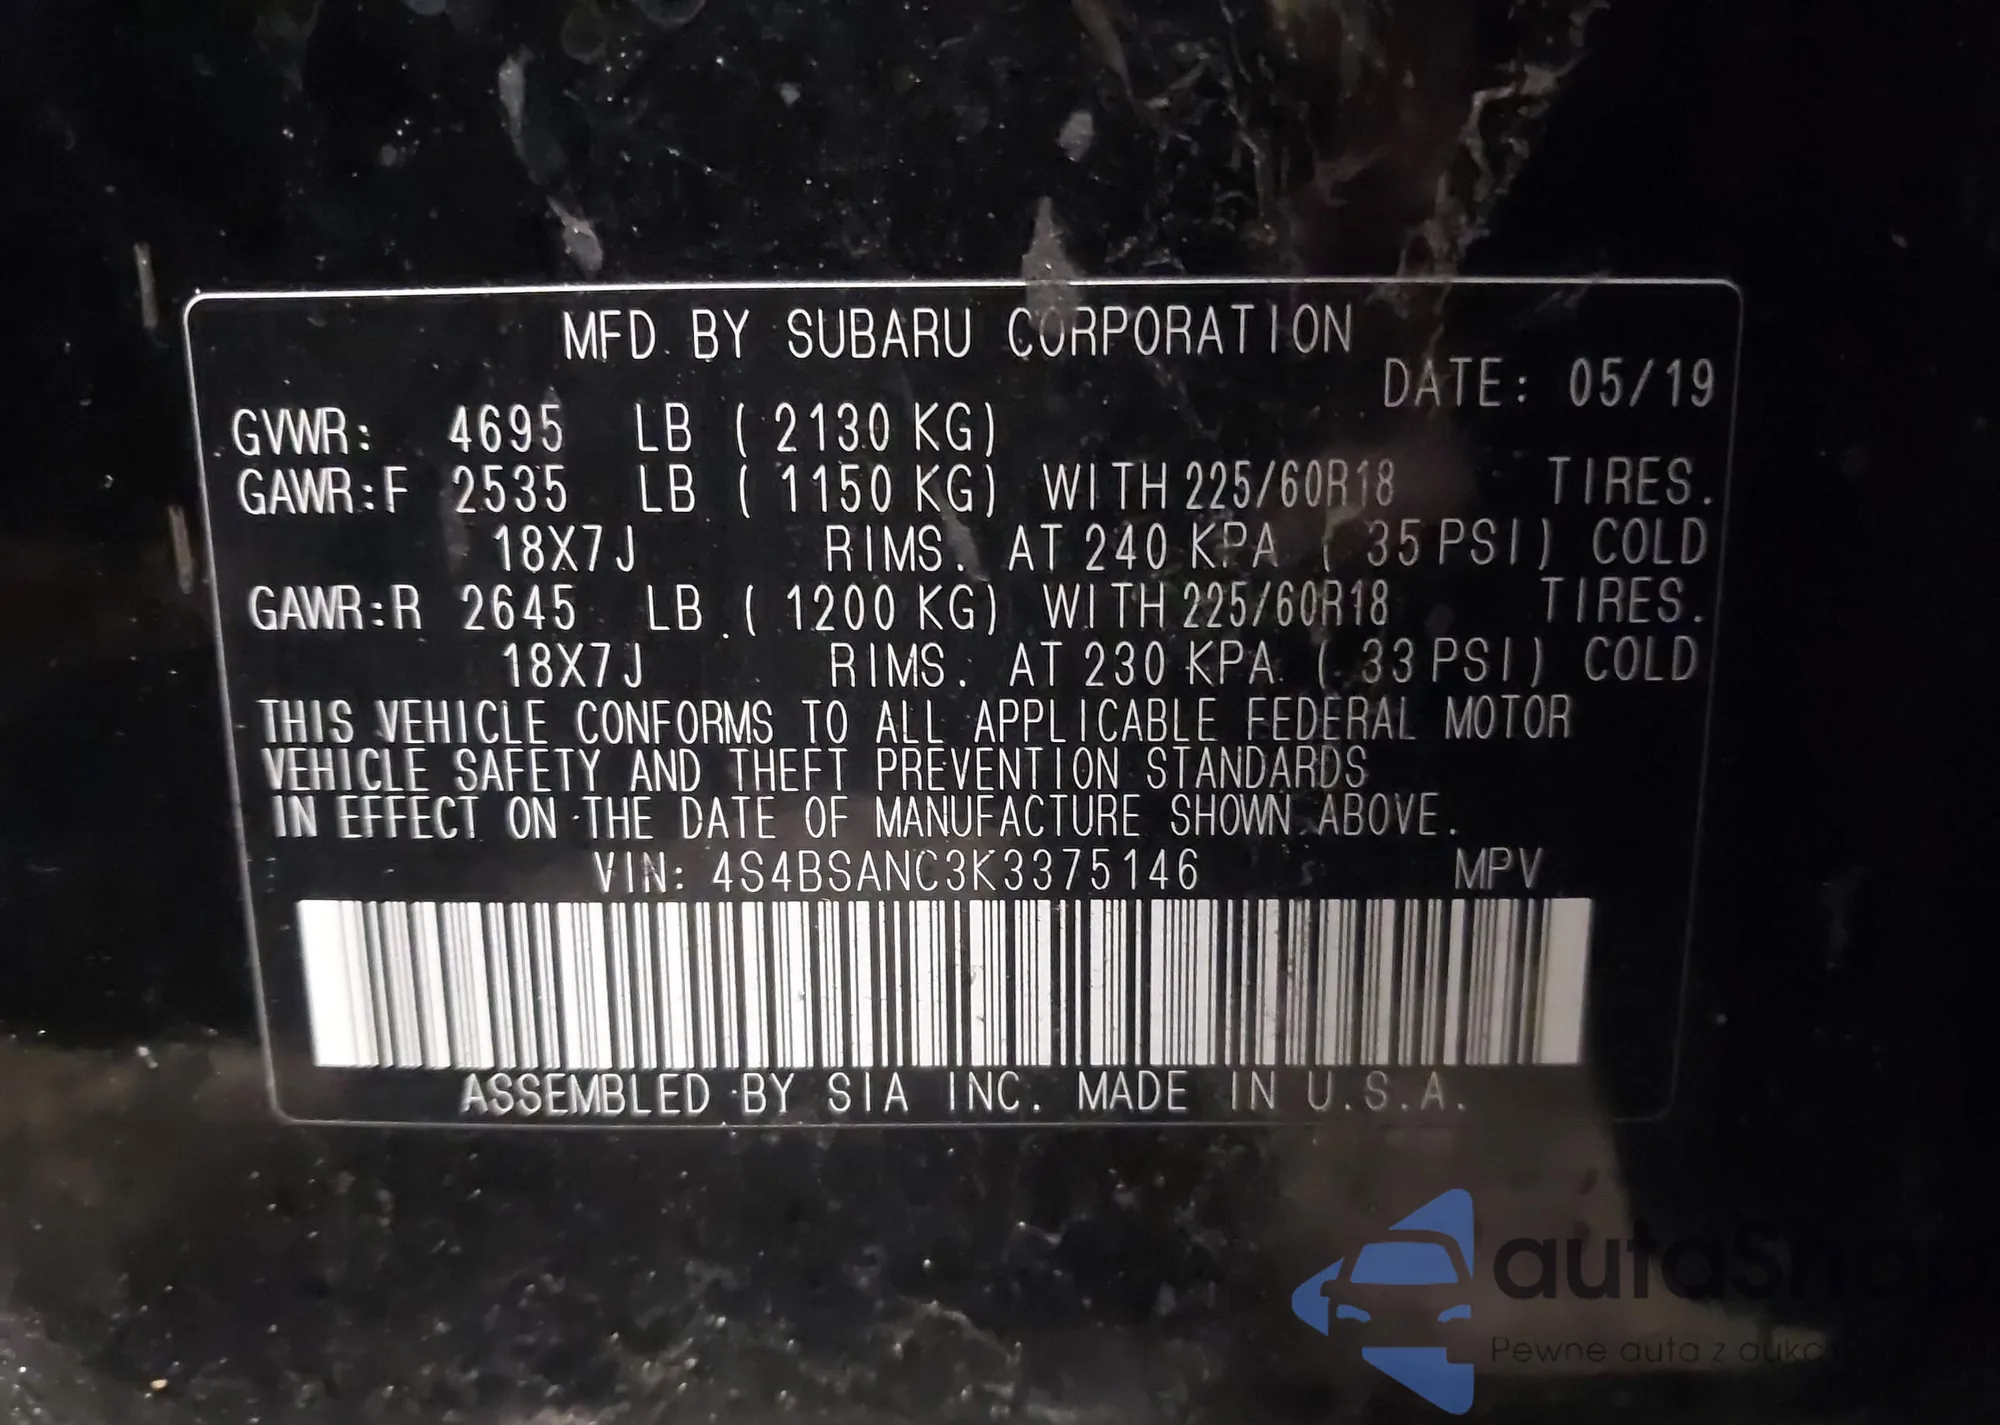 MFD. BY SUBARU CORPORATION
DATE: 05/19
GVWR: 4695 LB ( 2130 KG)
GAWR:F 2535 LB ( 1150 KG) WITH 225/60R18 TIRES.
18X7J RIMS. AT 240 KPA ( 35 PSI) COLD
GAWR:R 2645 LB ( 1200 KG) WITH 225/60R18 TIRES.
18X7J RIMS. AT 230 KPA ( 33 PSI) COLD
THIS VEHICLE CONFORMS TO ALL APPLICABLE FEDERAL MOTOR
VEHICLE SAFETY AND THEFT PREVENTION STANDARDS
IN EFFECT ON THE DATE OF MANUFACTURE SHOWN ABOVE.
VIN: 4S4BSANC3K3375146 MPV
ASSEMBLED BY SIA INC. MADE IN U.S.A.
autaSnap
Pewne auta z